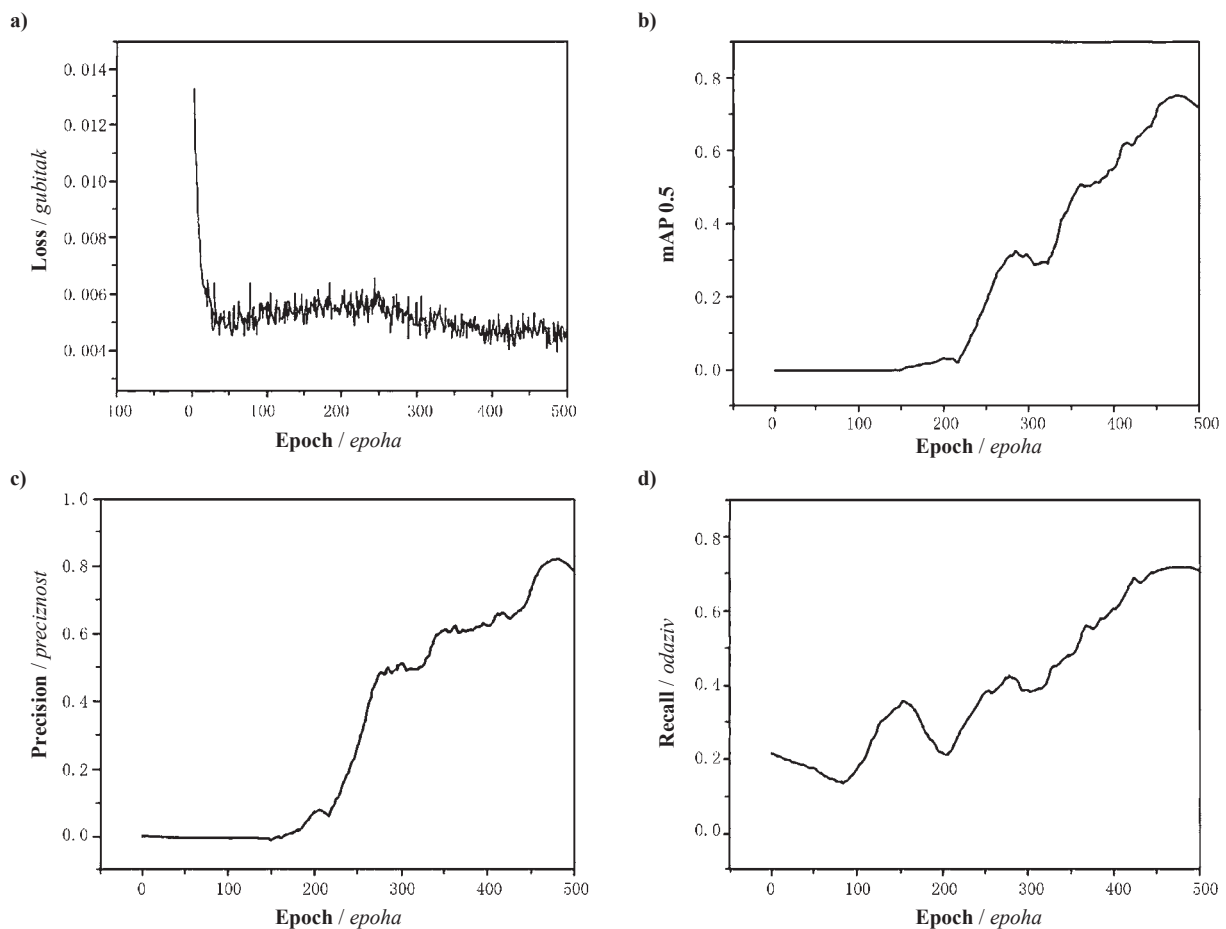 a)
0.014
0.012
0.010
0.008
0.006
0.004
Loss / gubitak
100 0 100 200 300 400 500
Epoch / epoha
b)
0.8
0.6
0.4
0.2
0.0
mAP 0.5
0 100 200 300 400 500
Epoch / epoha
c)
1.0
0.8
0.6
0.4
0.2
0.0
Precision / preciznost
0 100 200 300 400 500
Epoch / epoha
d)
0.8
0.6
0.4
0.2
0.0
Recall / odaziv
0 100 200 300 400 500
Epoch / epoha